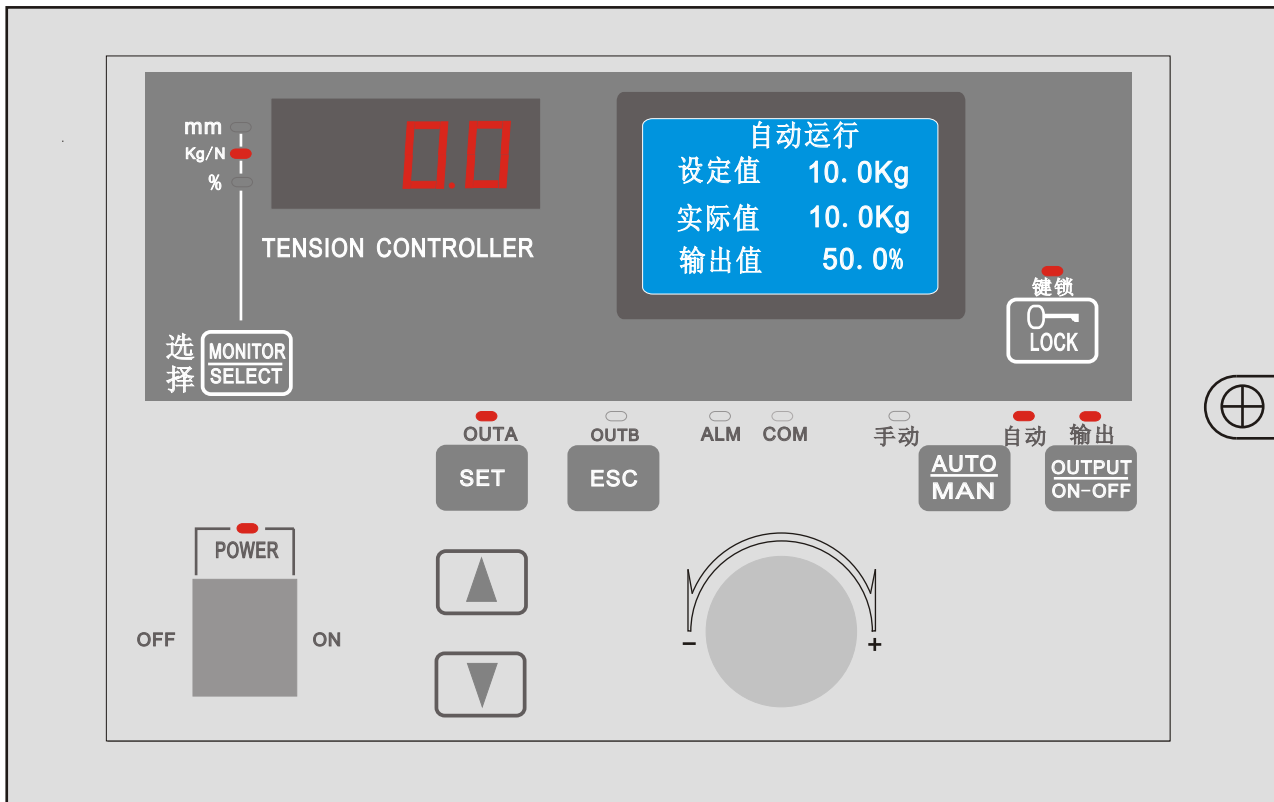 mm
Kg/N
%
0.0
TENSION CONTROLLER
自动运行
设定值 10.0Kg
实际值 10.0Kg
输出值 50.0%
键锁
LOCK
选择
MONITOR
SELECT
OUTA
OUTB
ALM
COM
手动
自动
输出
SET
ESC
AUTO
MAN
OUTPUT
ON-OFF
POWER
OFF
ON
-
+